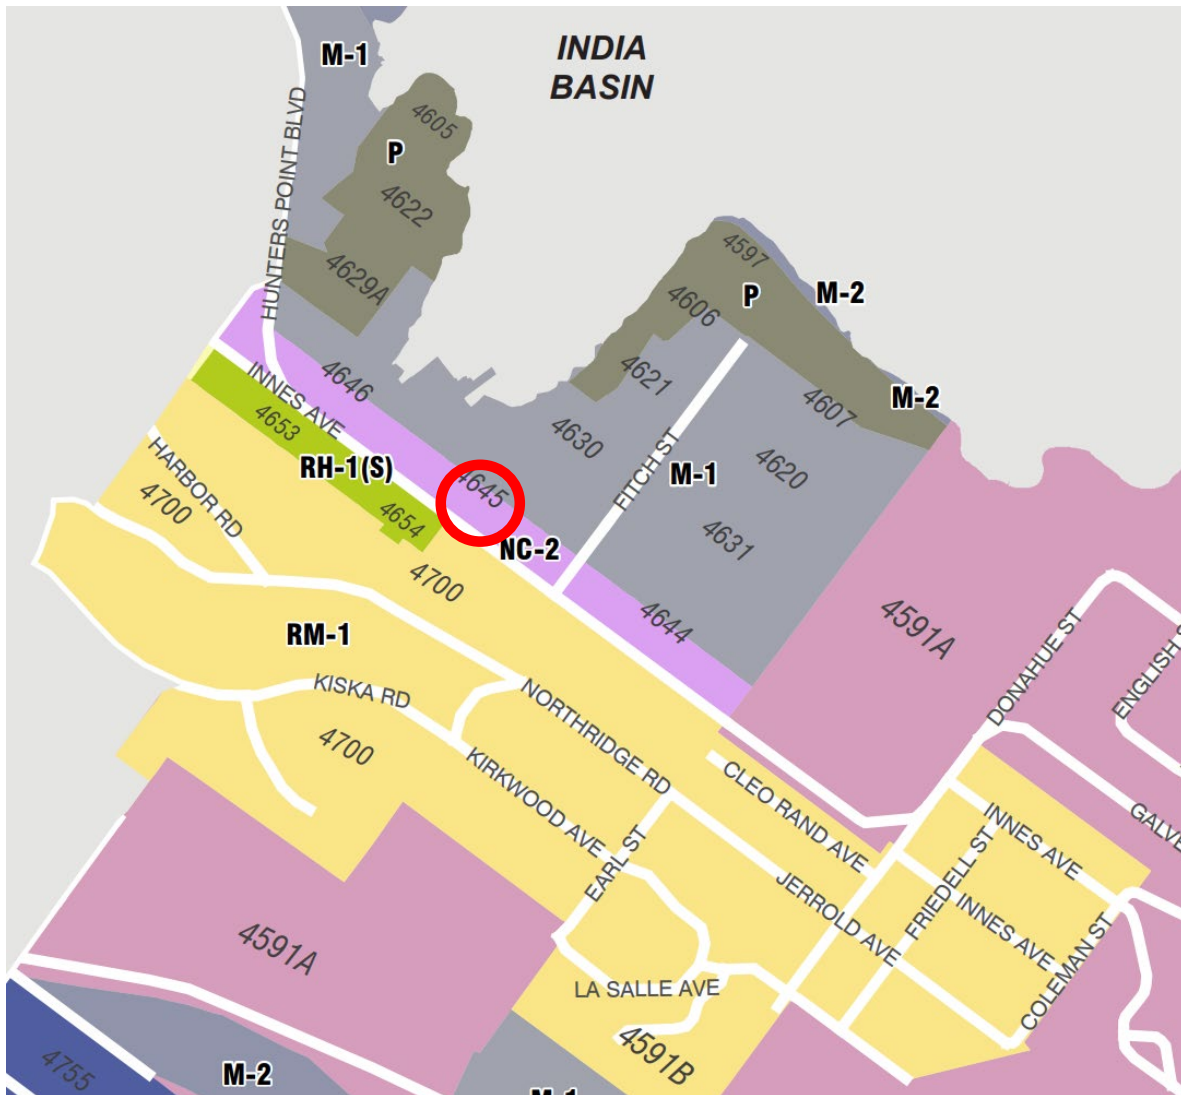 INDIA
BASIN
M-1
4605
P
4622
HUNTERS POINT BLVD
4629A
4597
P
M-2
4606
4621
4607
M-2
4646
INNES AVE
4653
RH-1(S)
4630
FITCH ST
M-1
4620
HARBOR RD
4700
4645
4654
NC-2
4631
4700
4644
4591A
RM-1
KISKA RD
NORTHRIDGE RD
DONAHUE ST
ENGLISH S
4700
KIRKWOOD AVE
CLEO RAND AVE
INNES AVE
GALVE
EARL ST
JERROLD AVE
FRIEDELL ST
INNES AVE
COLEMAN ST
4591A
LA SALLE AVE
4591B
4755
M-2
M-1